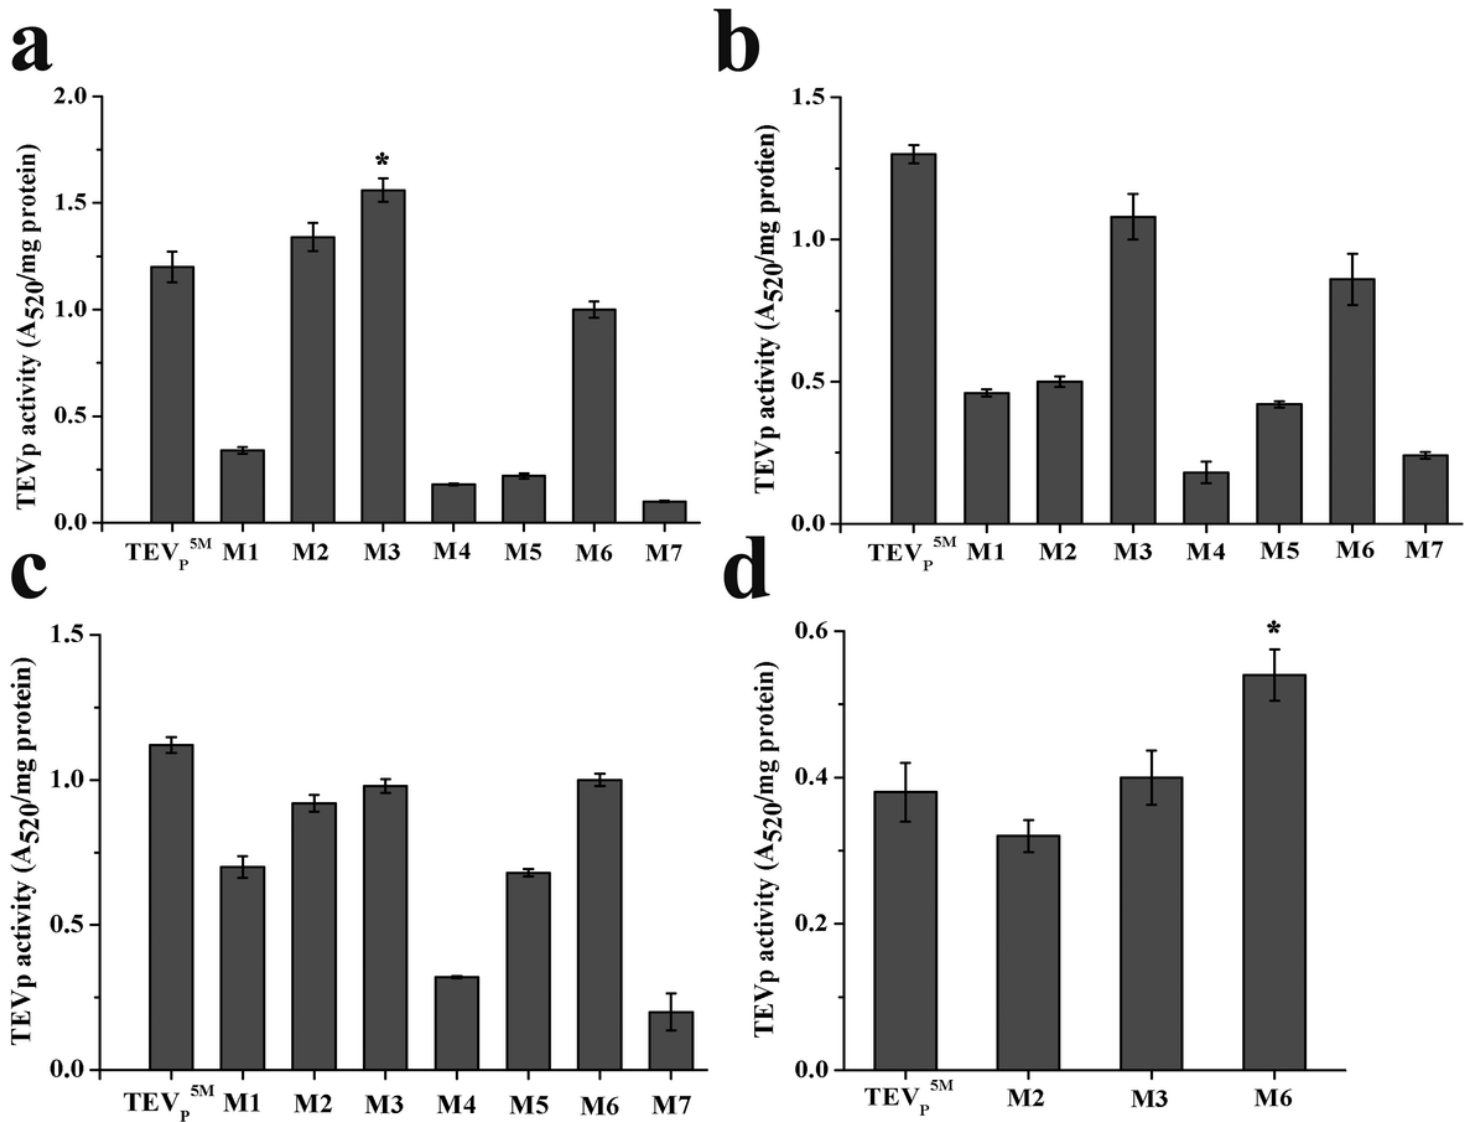 a
TEVp activity (A520/mg protein)
2.0
1.5
1.0
0.5
0.0
*
TEVP5M M1 M2 M3 M4 M5 M6 M7
b
TEVp activity (A520/mg protien)
1.5
1.0
0.5
0.0
TEVP5M M1 M2 M3 M4 M5 M6 M7
c
TEVp activity (A520/mg protein)
1.5
1.0
0.5
0.0
TEVP5M M1 M2 M3 M4 M5 M6 M7
d
TEVp activity (A520/mg protein)
0.6
0.4
0.2
0.0
*
TEVP5M M2 M3 M6